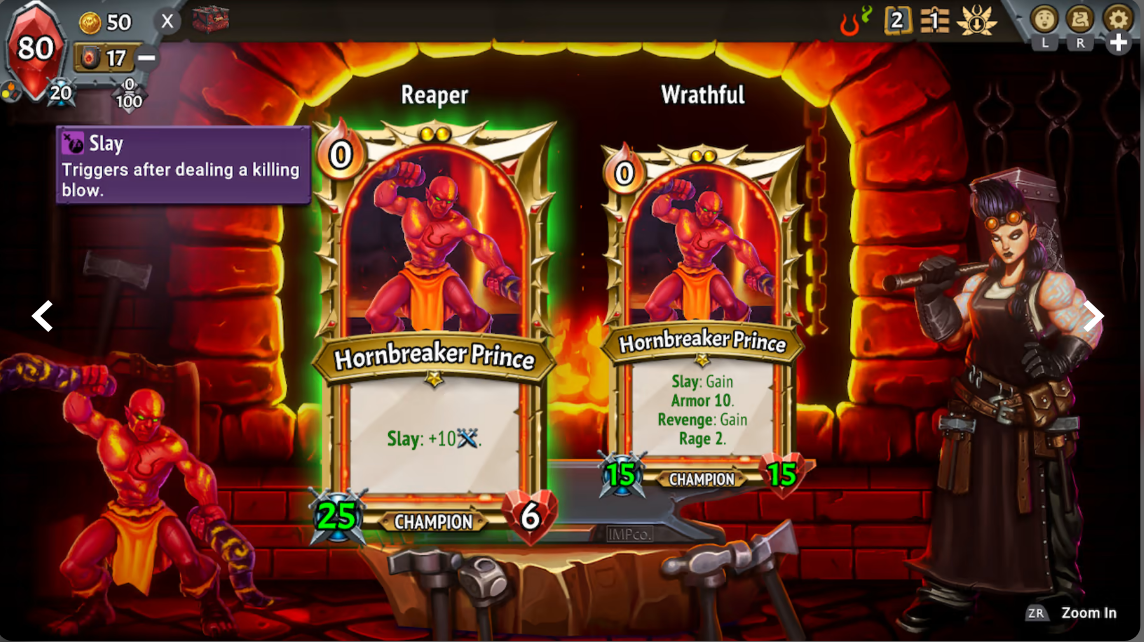 80
50
X
17
20
0
100
2
1
L
R
Slay
Triggers after dealing a killing
blow.
Reaper
0
Hornbreaker Prince
Slay: +10.
25
CHAMPION
6
Wrathful
0
Hornbreaker Prince
Slay: Gain
Armor 10.
Revenge: Gain
Rage 2.
15
CHAMPION
15
IMPco.
ZR Zoom In